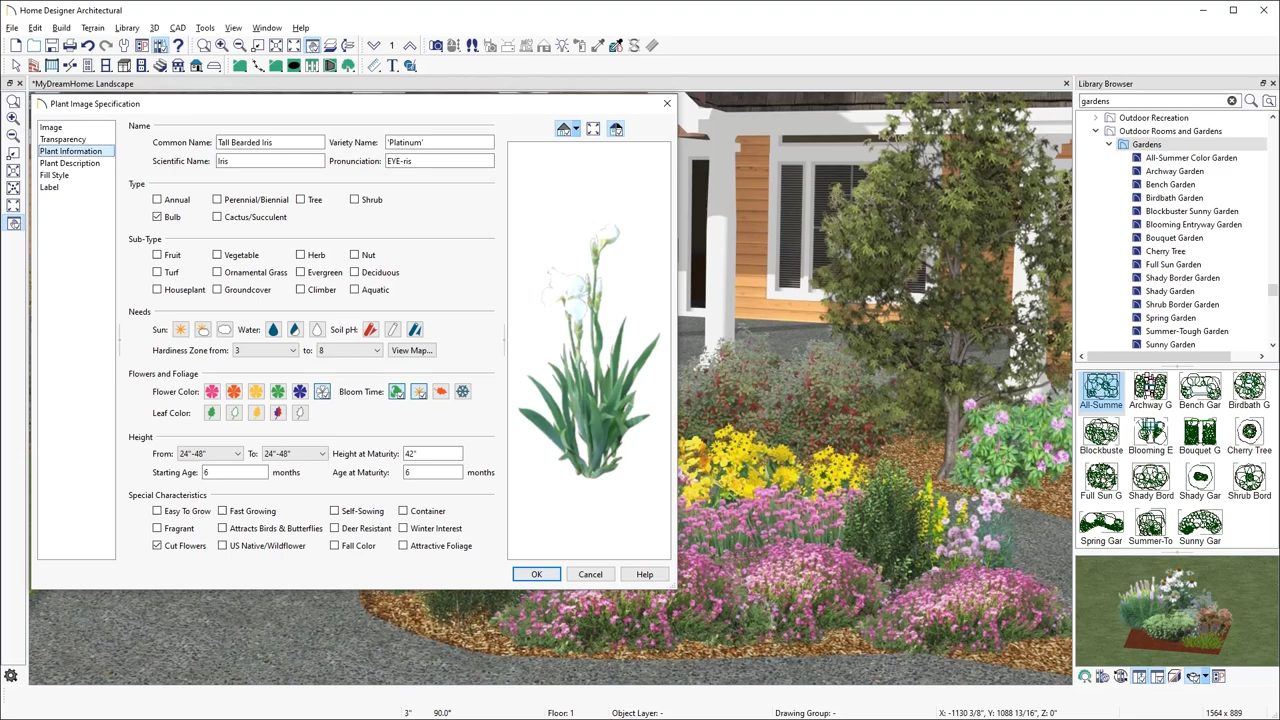 Home Designer Architectural
File Edit Build Terrain Library 3D CAD Tools View Window Help
1
*MyDreamHome: Landscape
Plant Image Specification
Image
Transparency
Plant Information
Plant Description
Fill Style
Label
Name
Common Name: Tall Bearded Iris Variety Name: 'Platinum'
Scientific Name: Iris Pronunciation: EYE-ris
Type
Annual Perennial/Biennial Tree Shrub
Bulb Cactus/Succulent
Sub-Type
Fruit Vegetable Herb Nut
Turf Ornamental Grass Evergreen Deciduous
Houseplant Groundcover Climber Aquatic
Needs
Sun: Water: Soil pH:
Hardiness Zone from: 3 to: 8 View Map...
Flowers and Foliage
Flower Color: Bloom Time:
Leaf Color:
Height
From: 24"-48" To: 24"-48" Height at Maturity: 42"
Starting Age: 6 months Age at Maturity: 6 months
Special Characteristics
Easy To Grow Fast Growing Self-Sowing Container
Fragrant Attracts Birds & Butterflies Deer Resistant Winter Interest
Cut Flowers US Native/Wildflower Fall Color Attractive Foliage
OK Cancel Help
Library Browser
gardens
Outdoor Recreation
Outdoor Rooms and Gardens
Gardens
All-Summer Color Garden
Archway Garden
Bench Garden
Birdbath Garden
Blockbuster Sunny Garden
Blooming Entryway Garden
Bouquet Garden
Cherry Tree
Full Sun Garden
Shady Border Garden
Shady Garden
Shrub Border Garden
Spring Garden
Summer-Tough Garden
Sunny Garden
All-Summe Archway G Bench Gar Birdbath G
Blockbuste Blooming E Bouquet G Cherry Tree
Full Sun G Shady Bord Shady Gar Shrub Bord
Spring Gar Summer-To Sunny Gar
3" 90.0° Floor: 1 Object Layer: - Drawing Group: - X: -1130 3/8", Y: 1088 13/16", Z: 0" 1564 x 889